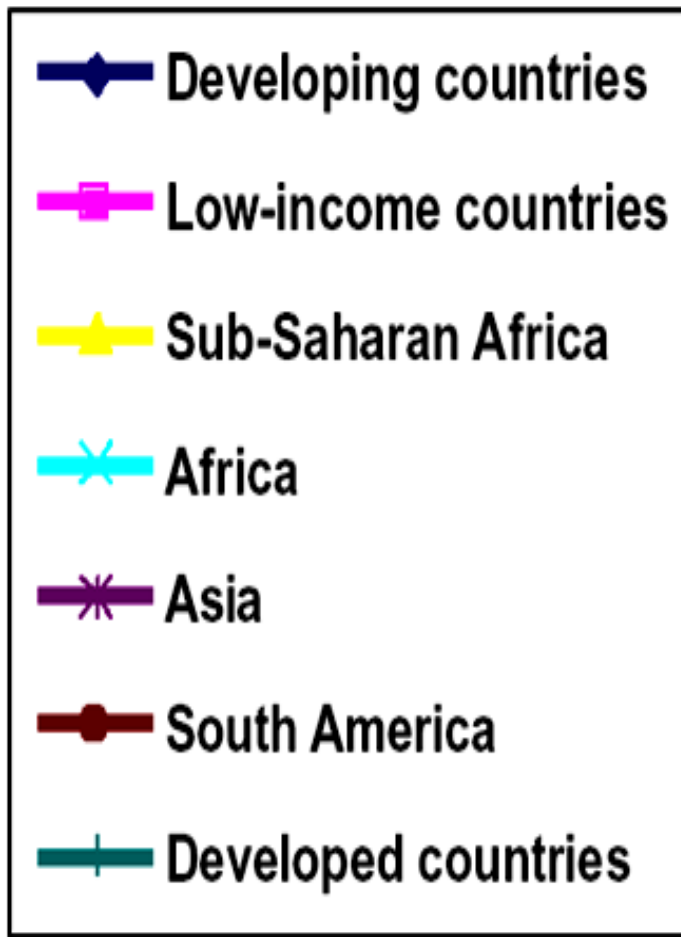 Developing countries
Low-income countries
Sub-Saharan Africa
Africa
Asia
South America
Developed countries